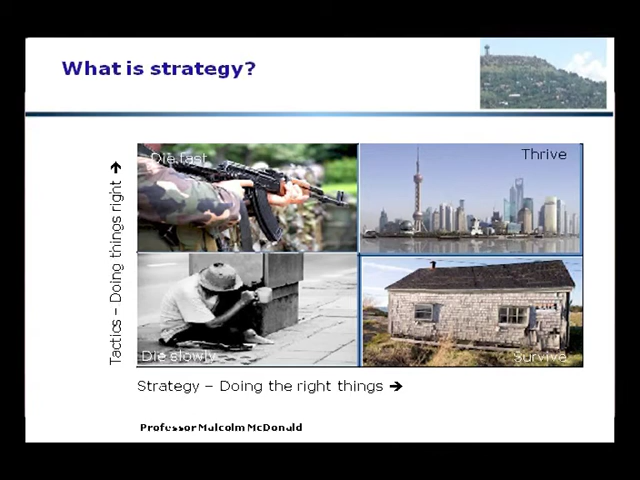 What is strategy?
Die fast
Thrive
Tactics – Doing things right ➔
Die slowly
Survive
Strategy – Doing the right things ➔
Professor Malcolm McDonald